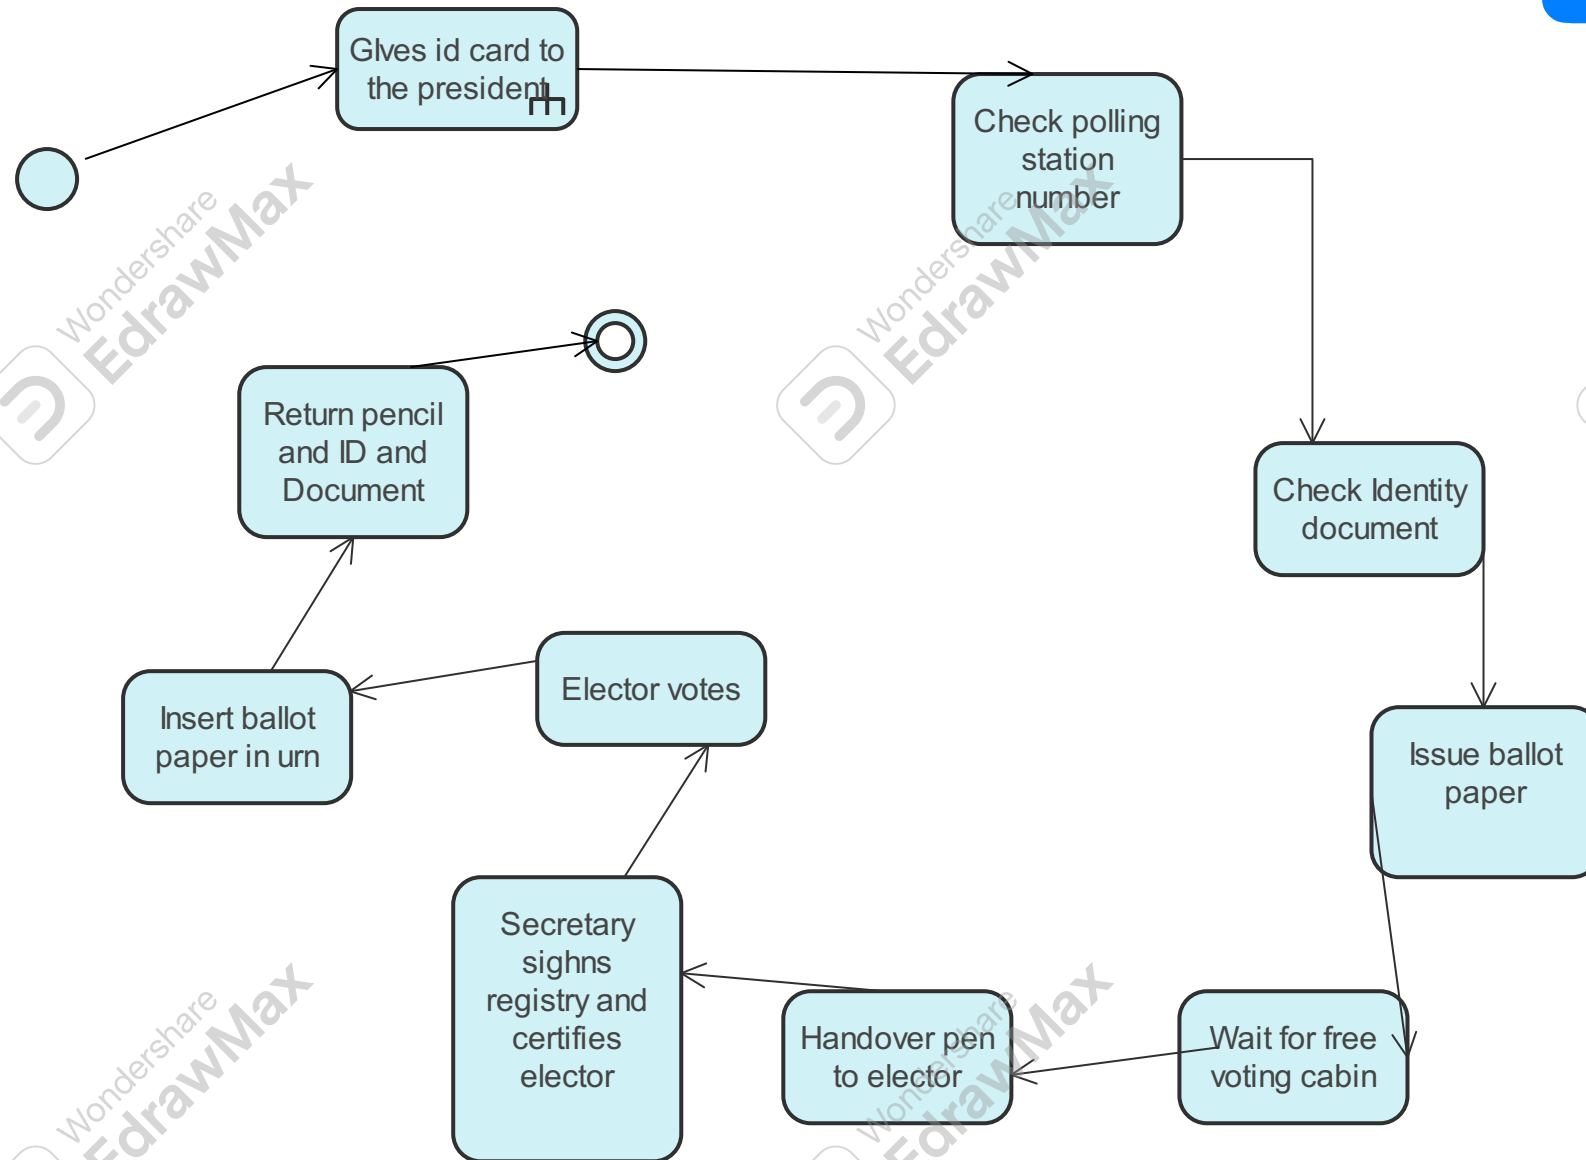 GIves id card to
the president
Check polling
station
number
Check Identity
document
Issue ballot
paper
Wait for free
voting cabin
Handover pen
to elector
Secretary
sighns
registry and
certifies
elector
Elector votes
Insert ballot
paper in urn
Return pencil
and ID and
Document
Wondershare
EdrawMax
Wondershare
EdrawMax
Wondershare
EdrawMax
Wondershare
EdrawMax